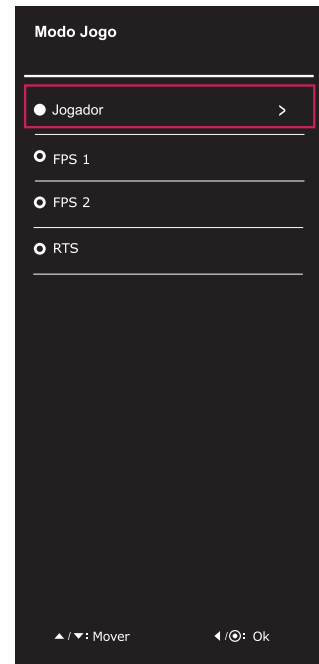 Modo Jogo
Jogador >
FPS 1
FPS 2
RTS
▲/▼: Mover ◀/◉: Ok